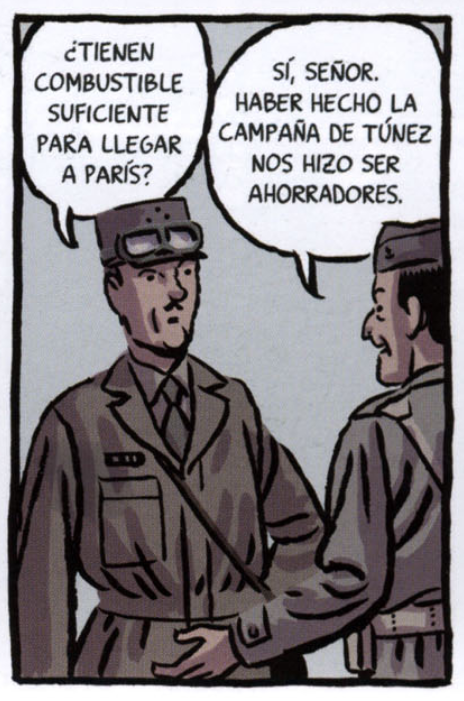 ¿TIENEN
COMBUSTIBLE
SUFICIENTE
PARA LLEGAR
A PARÍS?
SÍ, SEÑOR.
HABER HECHO LA
CAMPAÑA DE TÚNEZ
NOS HIZO SER
AHORRADORES.